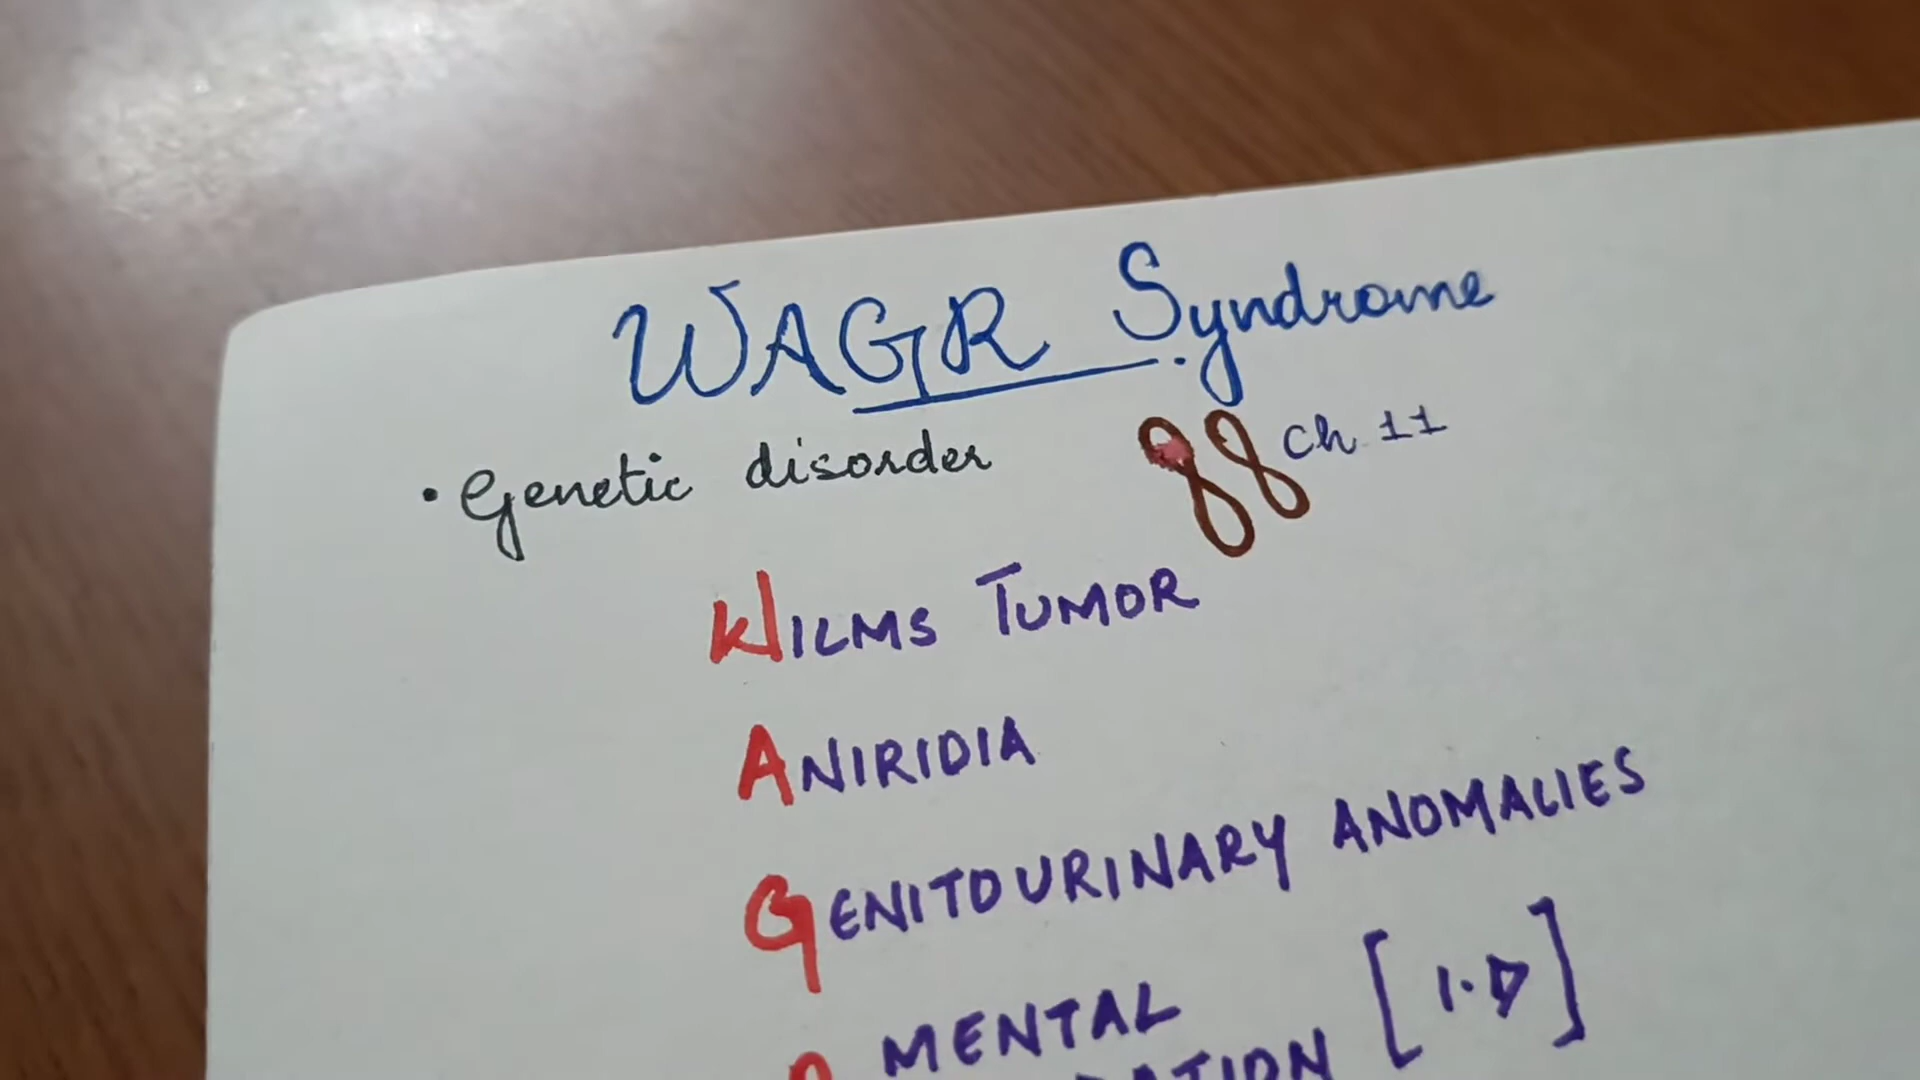 WAGR Syndrome
• Genetic disorder
Ch 11
WILMS TUMOR
ANIRIDIA
GENITOURINARY ANOMALIES
MENTAL [I.D]